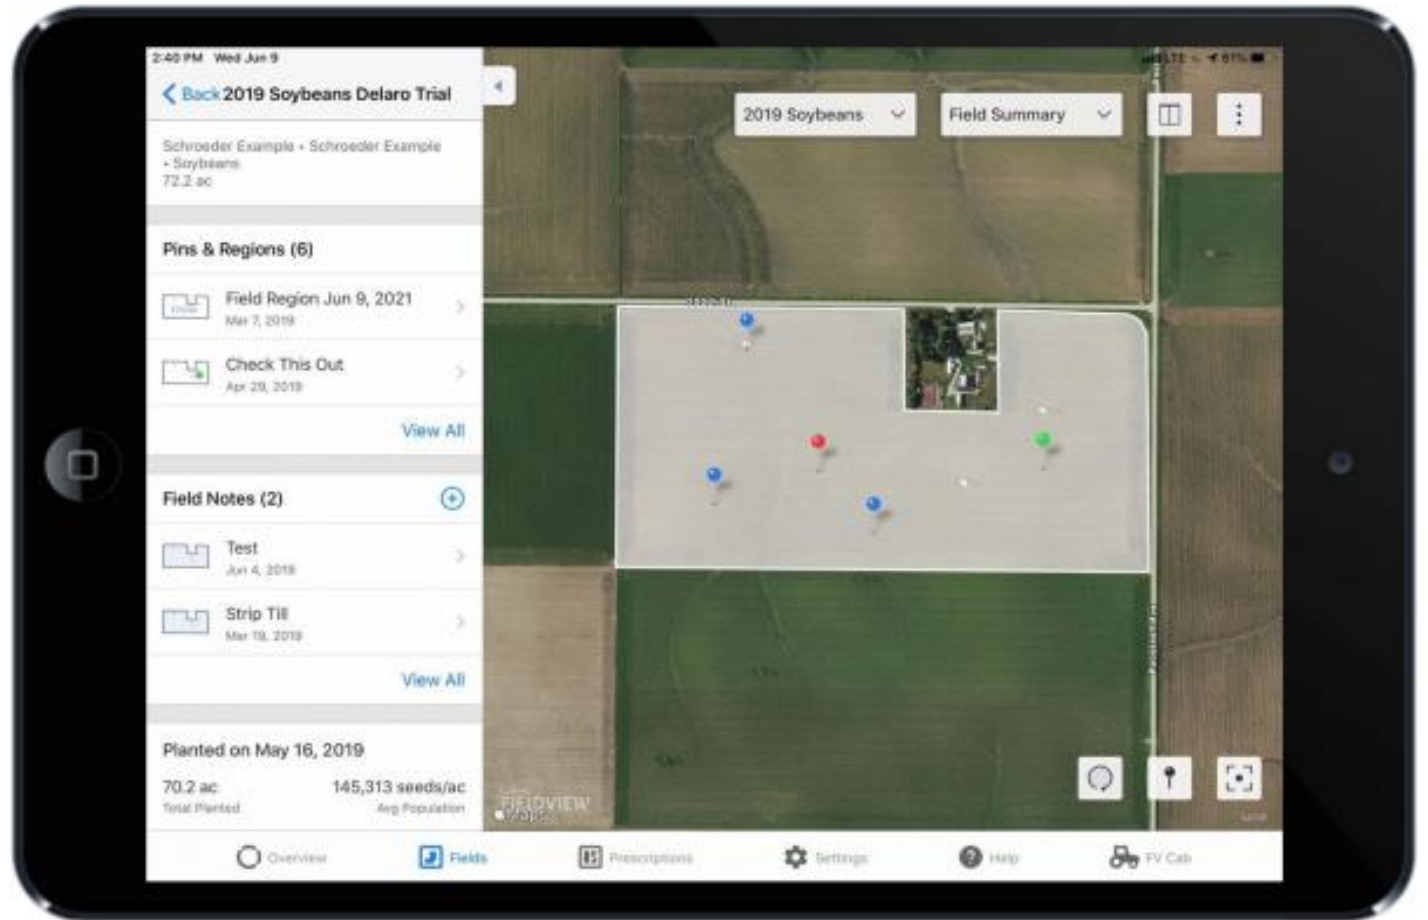 2:40 PM Wed Jun 9
LTE 61%
Back 2019 Soybeans Delaro Trial
Schroeder Example • Schroeder Example
• Soybeans
72.2 ac
2019 Soybeans
Field Summary
Pins & Regions (6)
Field Region Jun 9, 2021
Mar 7, 2019
Check This Out
Apr 29, 2019
View All
Field Notes (2)
Test
Jun 4, 2019
Strip Till
Mar 19, 2019
View All
Planted on May 16, 2019
70.2 ac
145,313 seeds/ac
Total Planted
Avg Population
FIELDVIEW
Maps
Legal
Overview
Fields
Prescriptions
Settings
Help
FV Cab